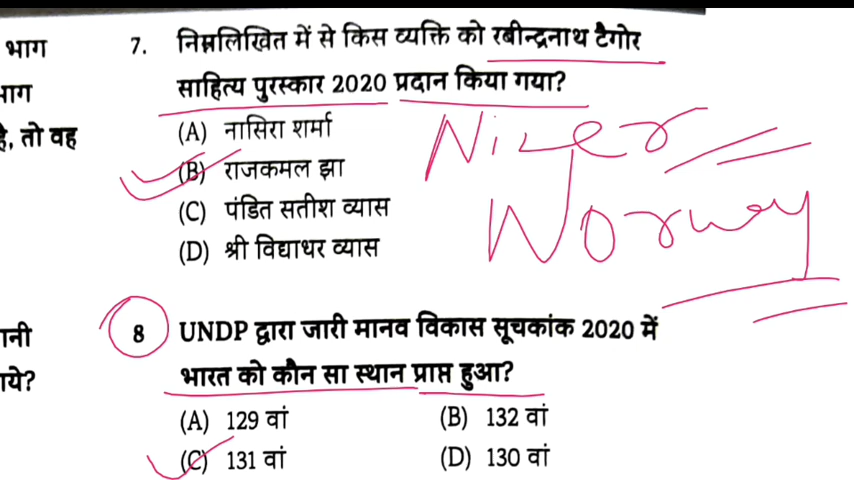 भाग
7. निम्नलिखित में से किस व्यक्ति को रबीन्द्रनाथ टैगोर
भाग
साहित्य पुरस्कार 2020 प्रदान किया गया?
है, तो वह
(A) नासिरा शर्मा
(B) राजकमल झा
(C) पंडित सतीश व्यास
(D) श्री विद्याधर व्यास
Niger
Norway
नी
8 UNDP द्वारा जारी मानव विकास सूचकांक 2020 में
ये?
भारत को कौन सा स्थान प्राप्त हुआ?
(A) 129 वां (B) 132 वां
(C) 131 वां (D) 130 वां